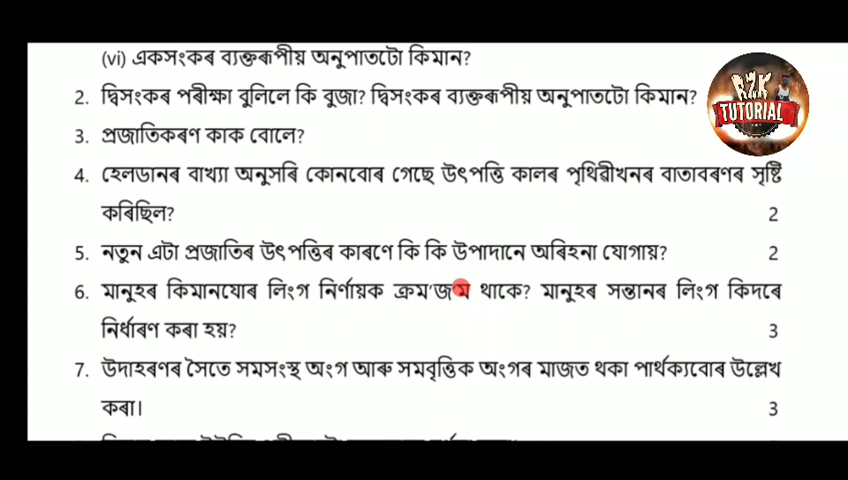 (vi) একসংকৰ ব্যক্তৰূপীয় অনুপাতটো কিমান?
2. দ্বিসংকৰ পৰীক্ষা বুলিলে কি বুজা? দ্বিসংকৰ ব্যক্তৰূপীয় অনুপাতটো কিমান?
RZK
TUTORIAL
3. প্ৰজাতিকৰণ কাক বোলে?
4. হেলডানৰ বাখ্যা অনুসৰি কোনবোৰ গেছে উৎপত্তি কালৰ পৃথিৱীখনৰ বাতাবৰণৰ সৃষ্টি
কৰিছিল? 2
5. নতুন এটা প্ৰজাতিৰ উৎপত্তিৰ কাৰণে কি কি উপাদানে অৰিহনা যোগায়? 2
6. মানুহৰ কিমানযোৰ লিংগ নিৰ্ণায়ক ক্ৰম'জম থাকে? মানুহৰ সন্তানৰ লিংগ কিদৰে
নিৰ্ধাৰণ কৰা হয়? 3
7. উদাহৰণৰ সৈতে সমসংস্থ অংগ আৰু সমবৃত্তিক অংগৰ মাজত থকা পাৰ্থক্যবোৰ উল্লেখ
কৰা। 3